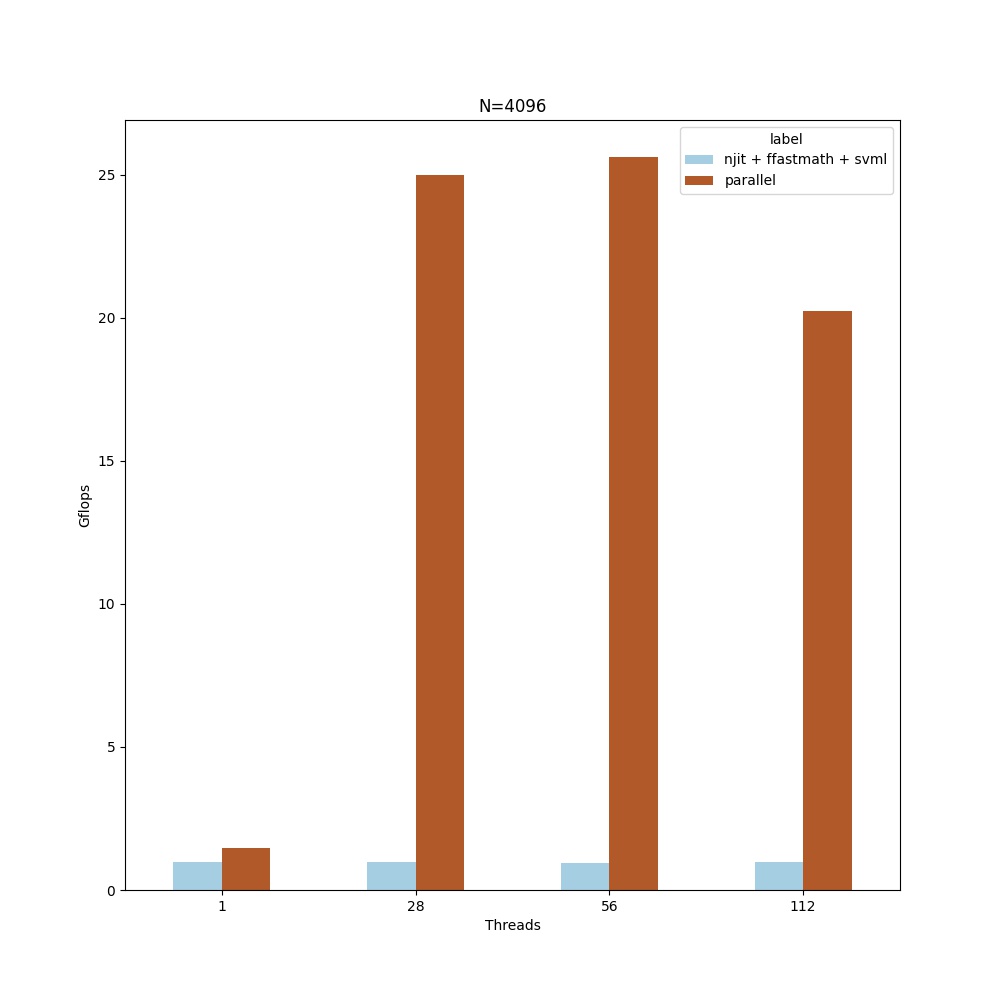 N=4096
label
njit + ffastmath + svml
parallel
25
20
15
10
5
0
Gflops
1 28 56 112
Threads